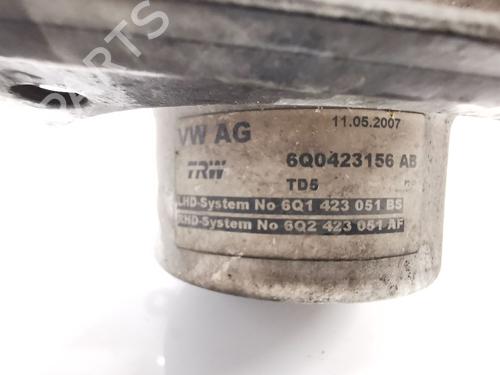 PARTS
VW AG 11.05.2007
TRW 6Q0423156 AB
TD5
LHD-System No 6Q1 423 051 BS
RHD-System No 6Q2 423 051 AF